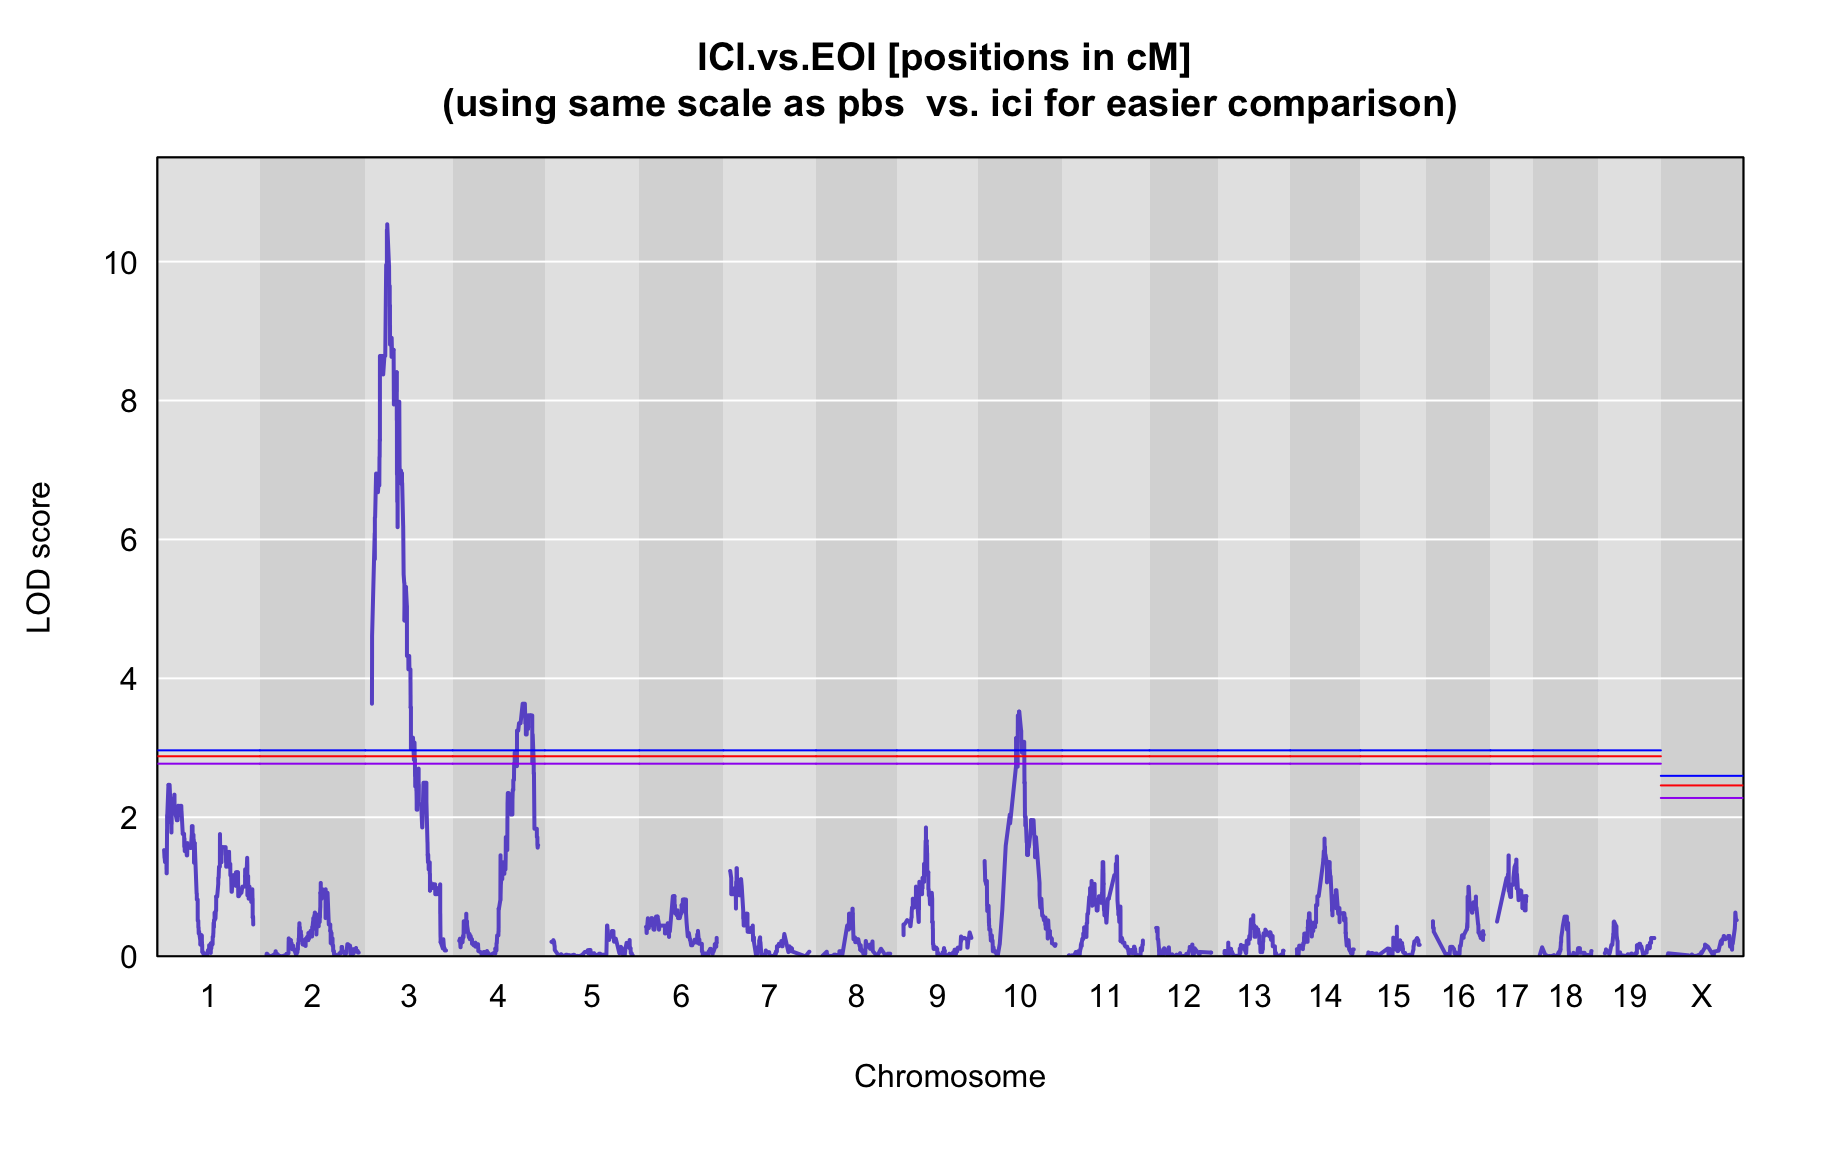 ICI.vs.EOI [positions in cM]
(using same scale as pbs  vs. ici for easier comparison)
LOD score
10
8
6
4
2
0
1 2 3 4 5 6 7 8 9 10 11 12 13 14 15 16 17 18 19 X
Chromosome